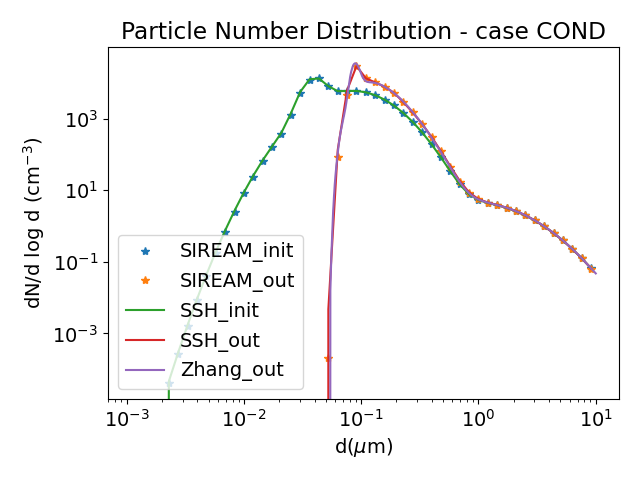 Particle Number Distribution - case COND
dN/d log d (cm⁻³)
10³
10¹
10⁻¹
10⁻³
SIREAM_init
SIREAM_out
SSH_init
SSH_out
Zhang_out
10⁻³ 10⁻² 10⁻¹ 10⁰ 10¹
d(μm)